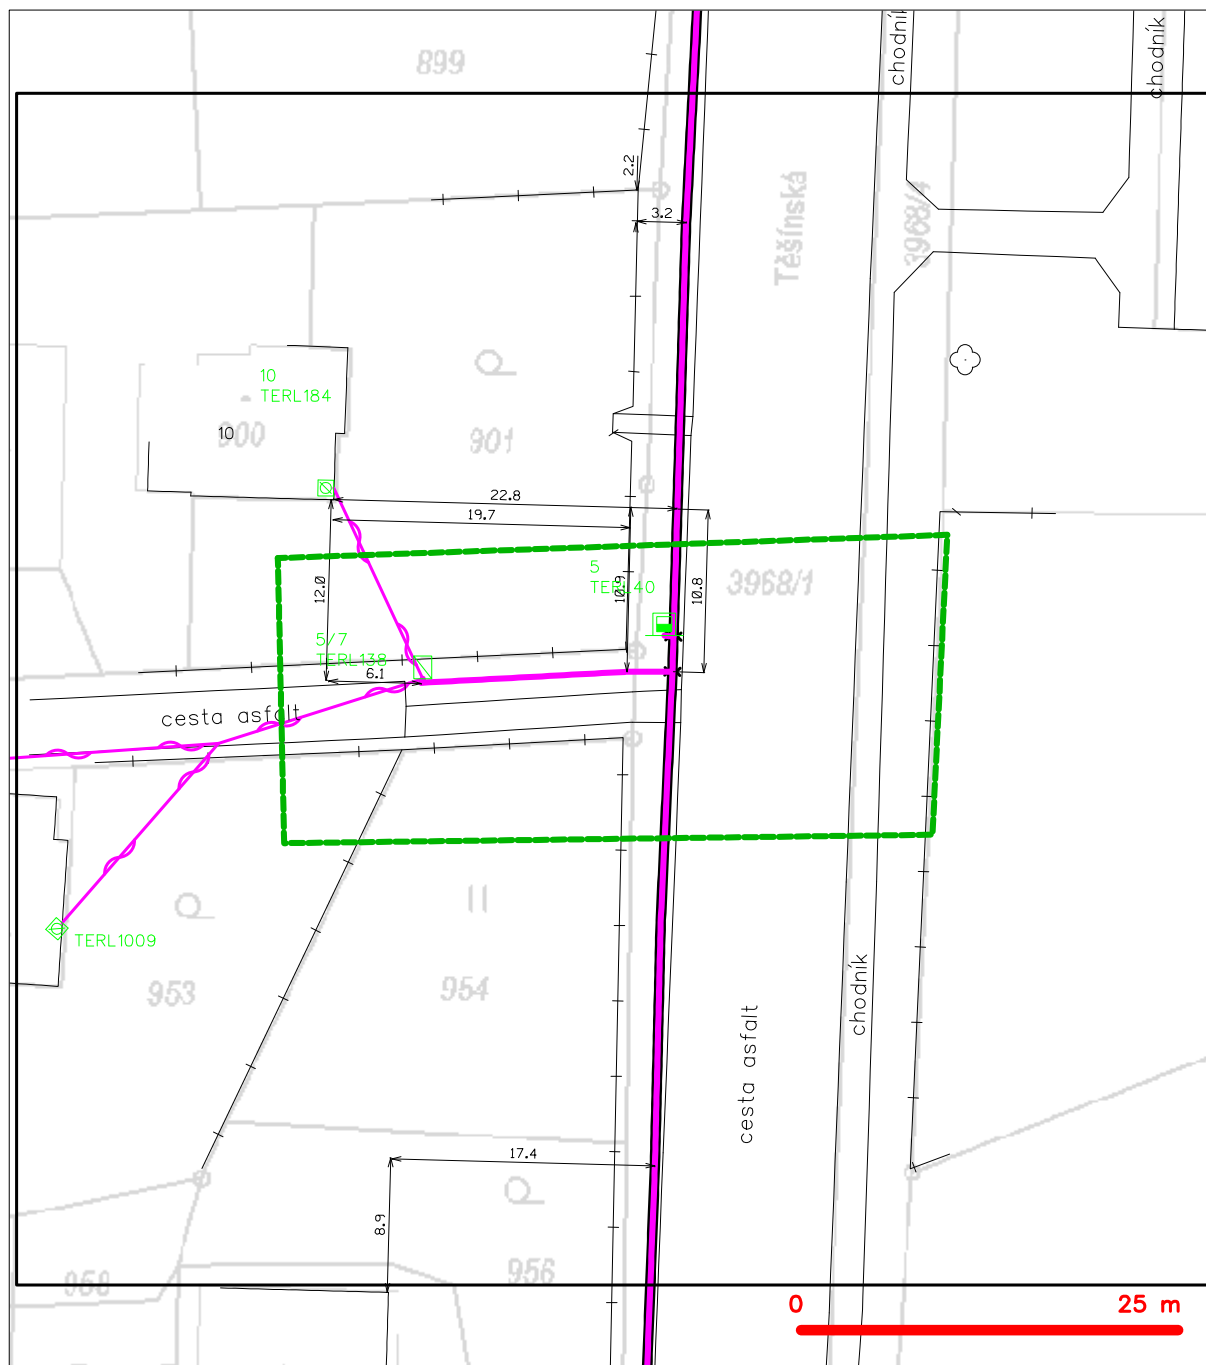 chodník
chodník
899
2.2
Těšínská
3968/1
3.2
10
TERL184
10
900
901
22.8
19.7
5
TERL40
3968/1
12.0
10.9
10.8
5/7
TERL138
6.1
cesta asfalt
TERL1009
953
954
chodník
cesta asfalt
17.4
8.9
956
958
0
25 m